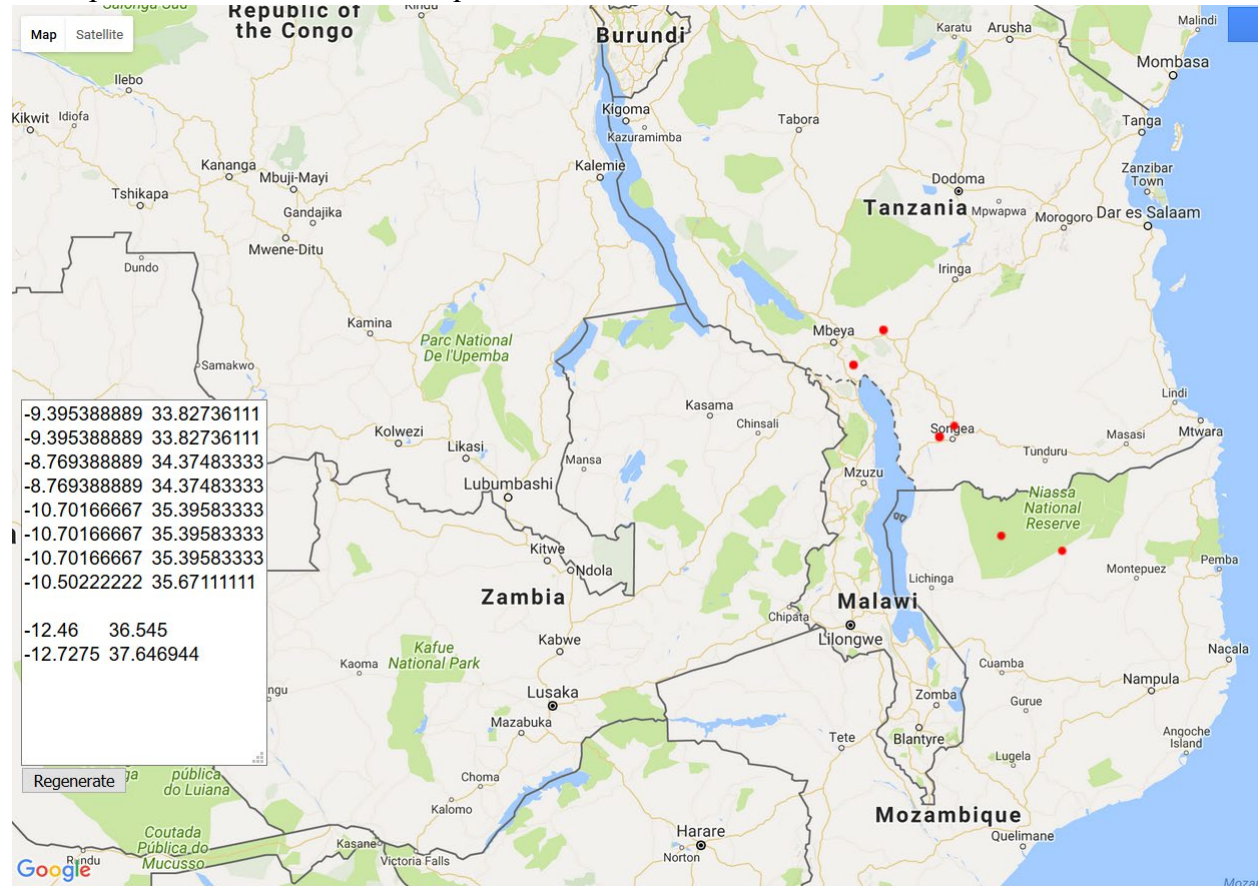 Republic of
the Congo
Map Satellite
Burundi
Karatu
Arusha
Malindi
Mombasa
Ilebo
Kikwit
Idiofa
Kigoma
Kazuramimba
Tabora
Tanga
Kananga
Mbuji-Mayi
Kalemie
Zanzibar
Town
Tshikapa
Gandajika
Dodoma
Tanzania
Mpwapwa
Morogoro
Dar es Salaam
Mwene-Ditu
Dundo
Iringa
Kamina
Parc National
De l'Upemba
Mbeya
Samakwo
Lindi
Kasama
Chinsali
Kolwezi
Likasi
Songea
Masasi
Mtwara
Tunduru
Mansa
Mzuzu
Lubumbashi
Niassa
National
Reserve
Kitwe
Ndola
Montepuez
Pemba
Lichinga
Zambia
Malawi
Chipata
Lilongwe
Kabwe
Kafue
National Park
Kaoma
Cuamba
Nacala
Nampula
Lusaka
Zomba
Gurue
Mazabuka
Tete
Blantyre
Angoche
Island
Lugela
Choma
Kalomo
Mozambique
Harare
Norton
Quelimane
Kasane
Victoria Falls
-9.395388889 33.82736111
-9.395388889 33.82736111
-8.769388889 34.37483333
-8.769388889 34.37483333
-10.70166667 35.39583333
-10.70166667 35.39583333
-10.70166667 35.39583333
-10.50222222 35.67111111
-12.46 36.545
-12.7275 37.646944
Regenerate
pública
do Luiana
Coutada
Pública do
Mucusso
Google